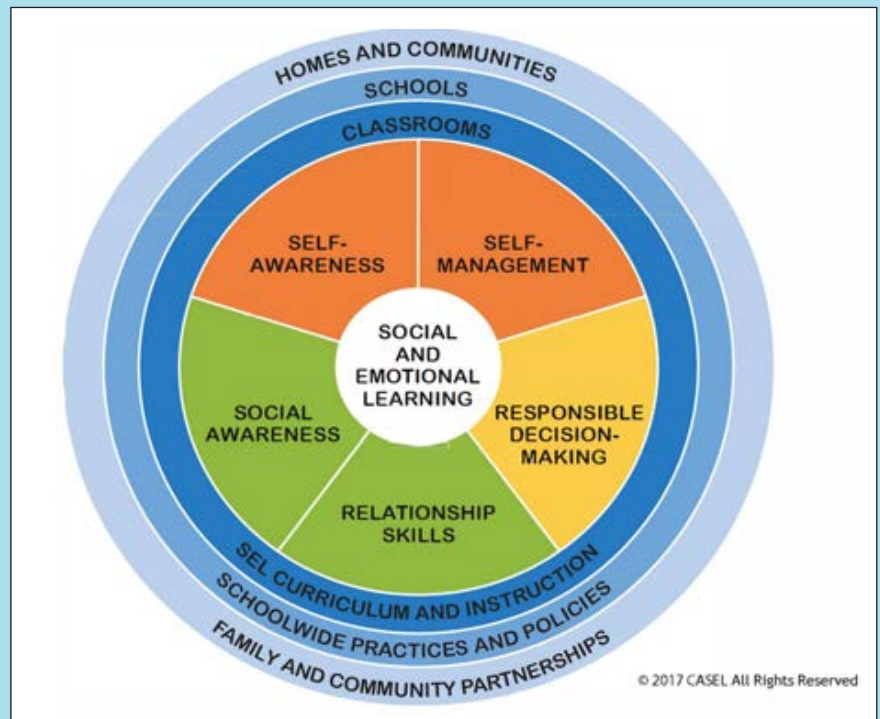 HOMES AND COMMUNITIES
SCHOOLS
CLASSROOMS
SELF-
AWARENESS
SELF-
MANAGEMENT
SOCIAL
AND
EMOTIONAL
LEARNING
SOCIAL
AWARENESS
RESPONSIBLE
DECISION-
MAKING
RELATIONSHIP
SKILLS
SEL CURRICULUM AND INSTRUCTION
SCHOOLWIDE PRACTICES AND POLICIES
FAMILY AND COMMUNITY PARTNERSHIPS
© 2017 CASEL All Rights Reserved